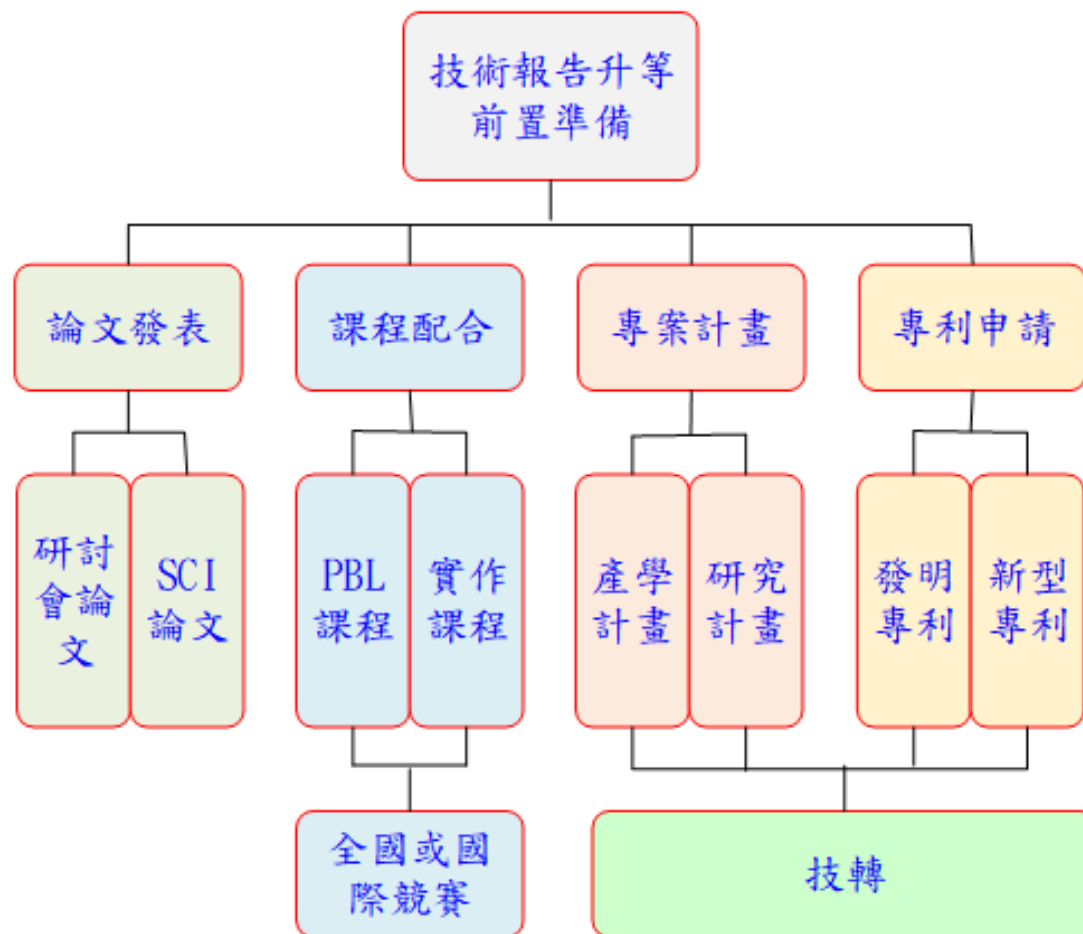 技術報告升等
前置準備
論文發表
課程配合
專案計畫
專利申請
研討
會論
文
SCI
論文
PBL
課程
實作
課程
產學
計畫
研究
計畫
發明
專利
新型
專利
全國或國
際競賽
技轉